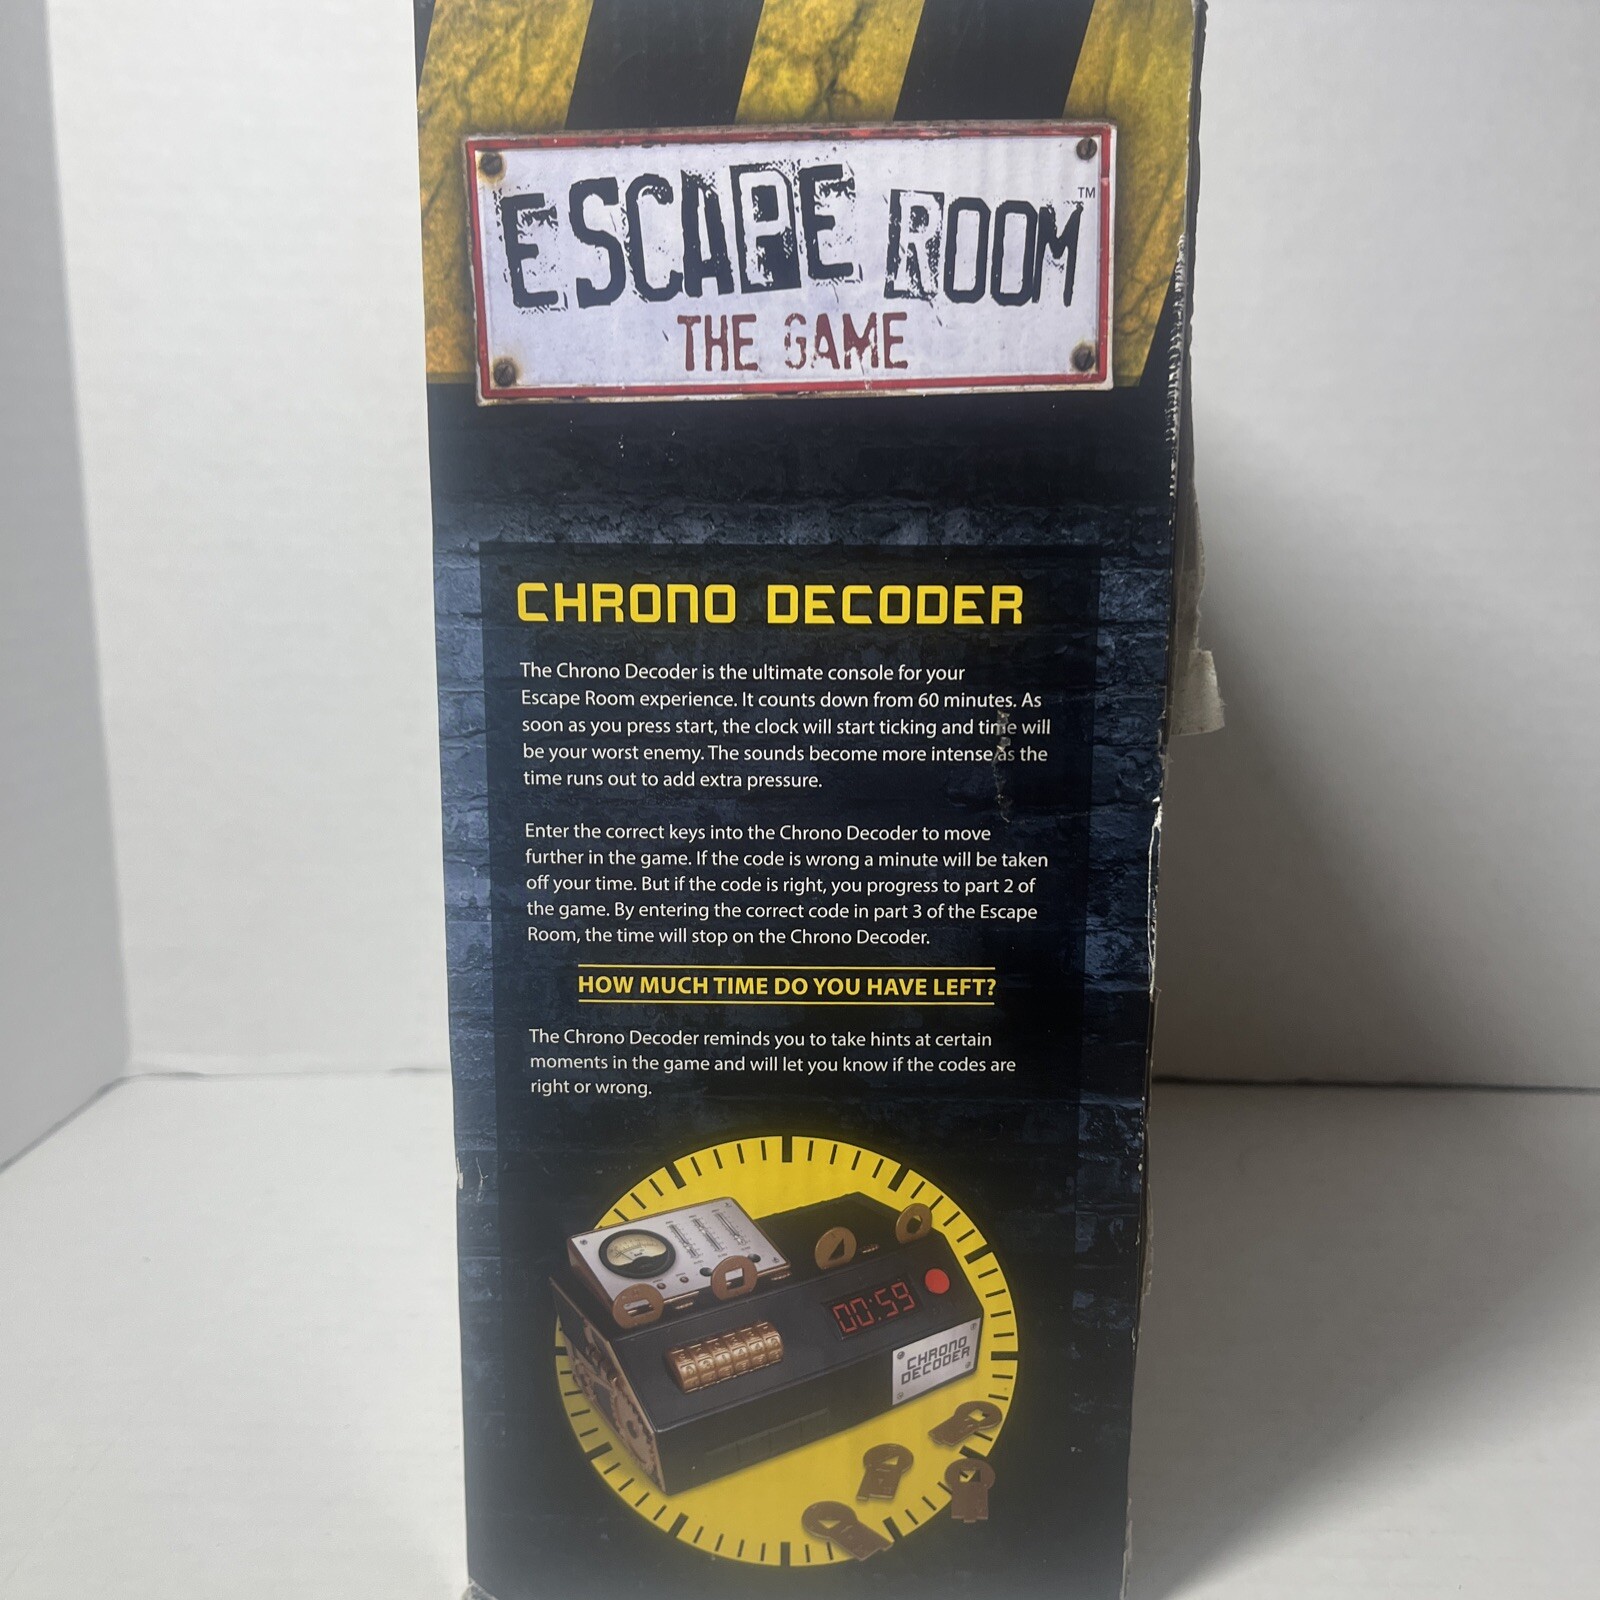 ESCAPE ROOM™
THE GAME
CHRONO DECODER
The Chrono Decoder is the ultimate console for your
Escape Room experience. It counts down from 60 minutes. As
soon as you press start, the clock will start ticking and time will
be your worst enemy. The sounds become more intense as the
time runs out to add extra pressure.
Enter the correct keys into the Chrono Decoder to move
further in the game. If the code is wrong a minute will be taken
off your time. But if the code is right, you progress to part 2 of
the game. By entering the correct code in part 3 of the Escape
Room, the time will stop on the Chrono Decoder.
HOW MUCH TIME DO YOU HAVE LEFT?
The Chrono Decoder reminds you to take hints at certain
moments in the game and will let you know if the codes are
right or wrong.
00:59
CHRONO
DECODER